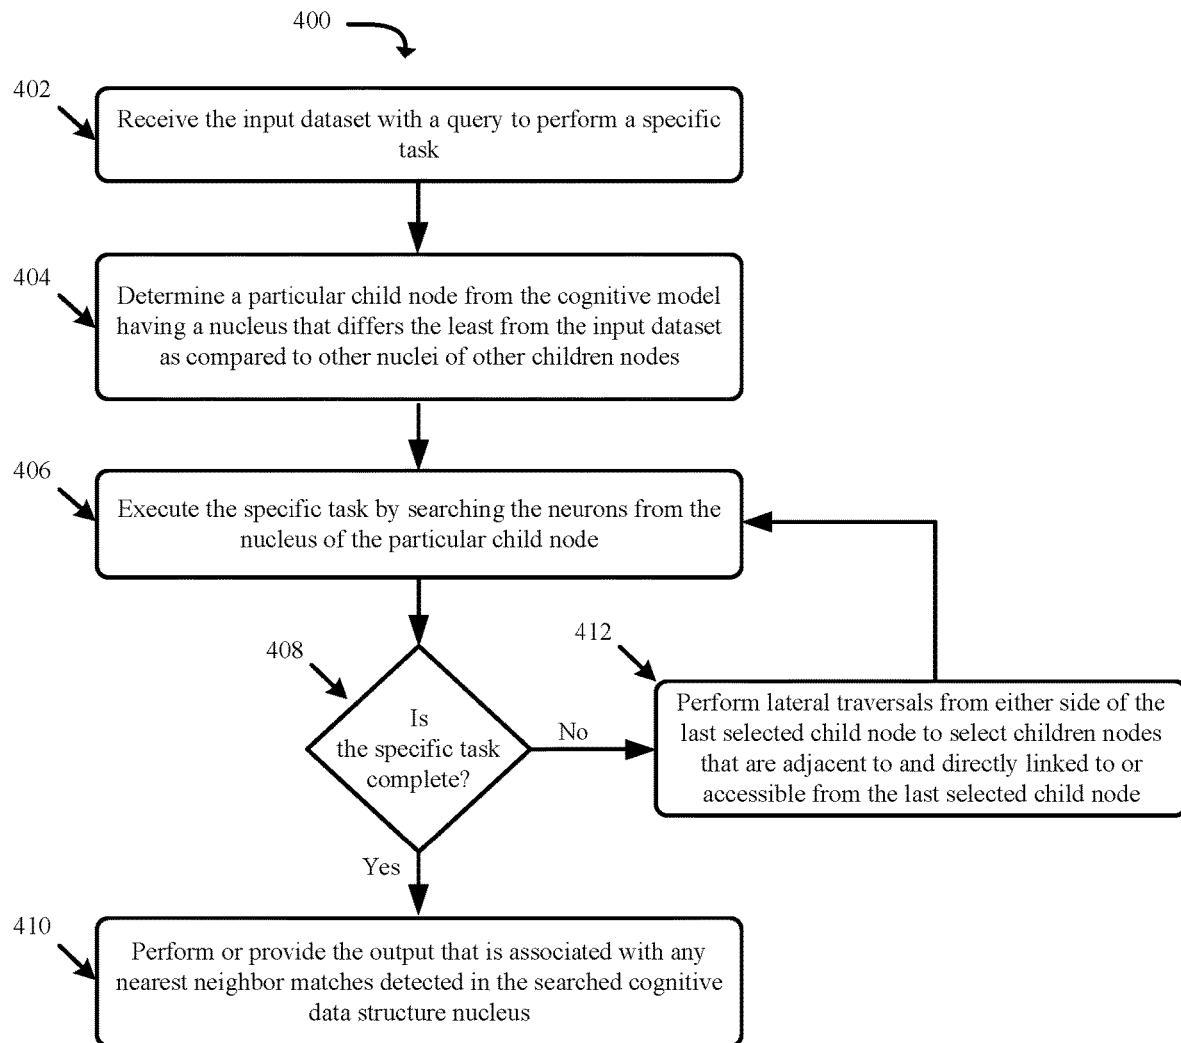 400
402
Receive the input dataset with a query to perform a specific
task
404
Determine a particular child node from the cognitive model
having a nucleus that differs the least from the input dataset
as compared to other nuclei of other children nodes
406
Execute the specific task by searching the neurons from the
nucleus of the particular child node
408
Is
the specific task
complete?
No
412
Perform lateral traversals from either side of the
last selected child node to select children nodes
that are adjacent to and directly linked to or
accessible from the last selected child node
Yes
410
Perform or provide the output that is associated with any
nearest neighbor matches detected in the searched cognitive
data structure nucleus